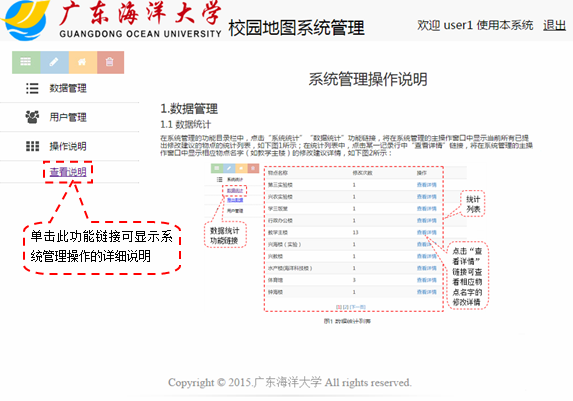 广东海洋大学
GUANGDONG OCEAN UNIVERSITY
校园地图系统管理
欢迎 user1 使用本系统 退出
数据管理
用户管理
操作说明
查看说明
单击此功能链接可显示系
统管理操作的详细说明
系统管理操作说明
1.数据管理
1.1 数据统计
在系统管理的功能目录栏中，点击“系统统计”“数据统计”功能链接，将在系统管理的主操作窗口中显示当前所有已提
出修改建议的物点的统计列表，如下图1所示；在统计列表中，点击某一记录行中“查看详情”链接，将在系统管理的主操
作窗口中显示相应物点名字（如教学主楼）的修改建议详情，如下图2所示：
系统统计
数据统计
用户管理
数据统计
功能链接
物点名称 修改次数 操作
第三实验楼 1 查看详情
兴农实验楼 1 查看详情
学三宿舍 1 查看详情
行政办公楼 1 查看详情
教学主楼 13 查看详情
兴海楼（实验） 1 查看详情
兴教楼 1 查看详情
水产楼(海洋科技楼) 1 查看详情
体育馆 3 查看详情
钟海楼 1 查看详情
[1] [2] [下一页]
统计
列表
点击“查
看详情”
链接可查
看相应物
点名字的
修改详情
图1 数据统计列表
Copyright © 2015.广东海洋大学 All rights reserved.